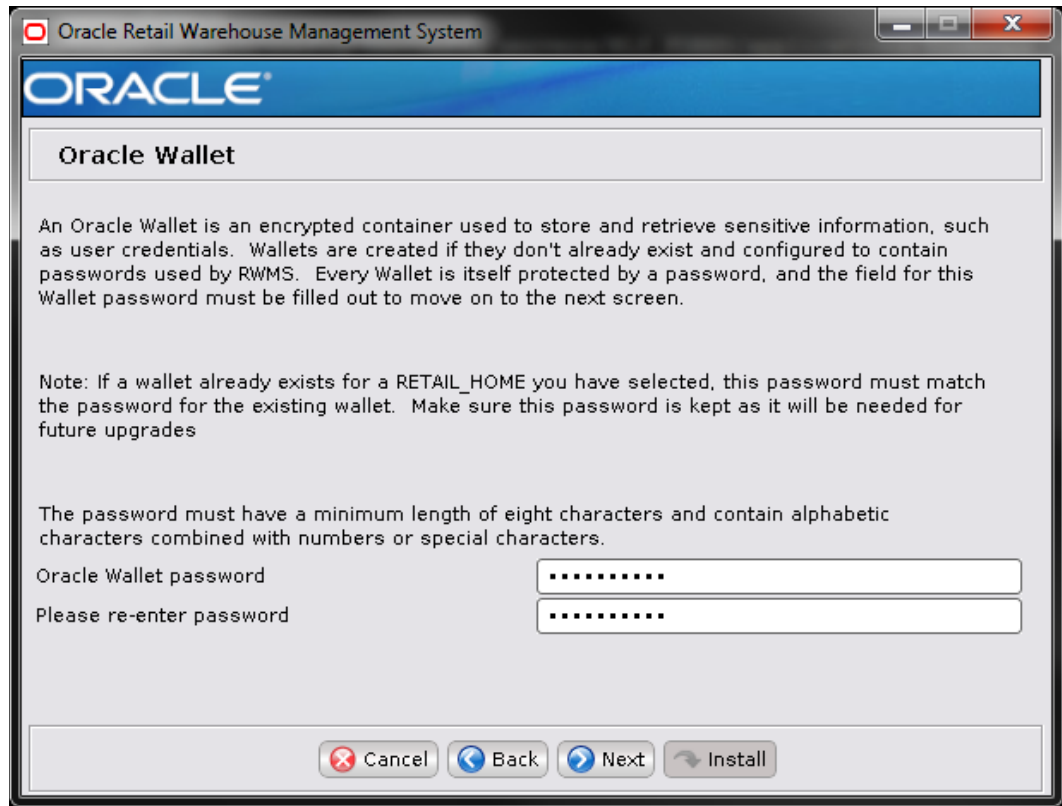 Oracle Retail Warehouse Management System
ORACLE®
Oracle Wallet
An Oracle Wallet is an encrypted container used to store and retrieve sensitive information, such
as user credentials.  Wallets are created if they don't already exist and configured to contain
passwords used by RWMS.  Every Wallet is itself protected by a password, and the field for this
Wallet password must be filled out to move on to the next screen.
Note: If a wallet already exists for a RETAIL_HOME you have selected, this password must match
the password for the existing wallet.  Make sure this password is kept as it will be needed for
future upgrades
The password must have a minimum length of eight characters and contain alphabetic
characters combined with numbers or special characters.
Oracle Wallet password
Please re-enter password
Cancel Back Next Install